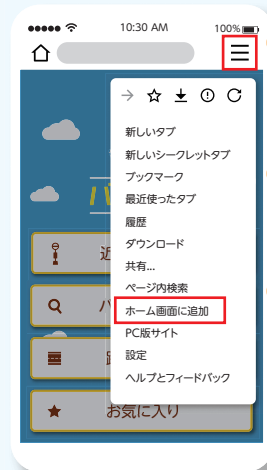 10:30 AM
100%
新しいタブ
新しいシークレットタブ
ブックマーク
最近使ったタブ
履歴
ダウンロード
共有...
ページ内検索
ホーム画面に追加
PC版サイト
設定
ヘルプとフィードバック
お気に入り